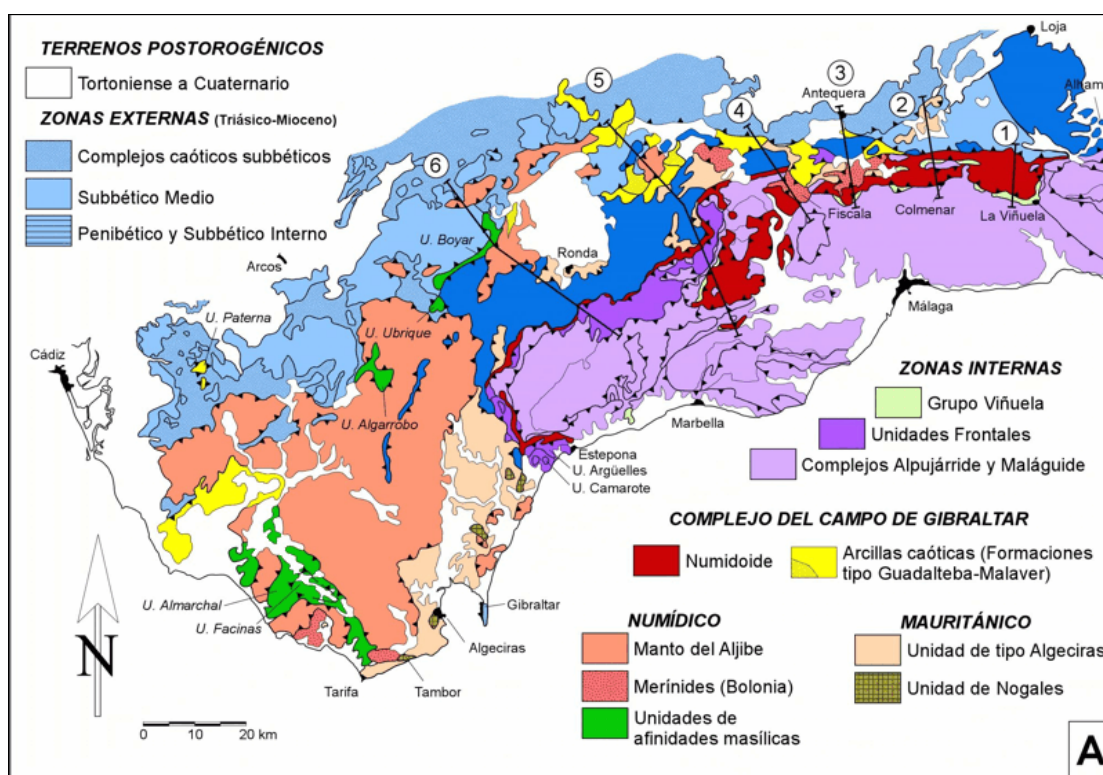 TERRENOS POSTOROGÉNICOS
Tortoniense a Cuaternario
ZONAS EXTERNAS (Triásico-Mioceno)
Complejos caóticos subbéticos
Subbético Medio
Penibético y Subbético Interno
Loja
Alham
5
3
Antequera
2
4
1
6
Fiscala
Colmenar
La Viñuela
U. Boyar
Ronda
Arcos
Málaga
U. Ubrique
U. Paterna
Cádiz
U. Algarrobo
Marbella
Estepona
U. Argüelles
U. Camarote
ZONAS INTERNAS
Grupo Viñuela
Unidades Frontales
Complejos Alpujárride y Maláguide
COMPLEJO DEL CAMPO DE GIBRALTAR
Numidoide
Arcillas caóticas (Formaciones
tipo Guadalteba-Malaver)
U. Almarchal
U. Facinas
Gibraltar
Algeciras
Tarifa
Tambor
N
NUMÍDICO
Manto del Aljibe
Merínides (Bolonia)
Unidades de
afinidades masílicas
MAURITÁNICO
Unidad de tipo Algeciras
Unidad de Nogales
0 10 20 km
A